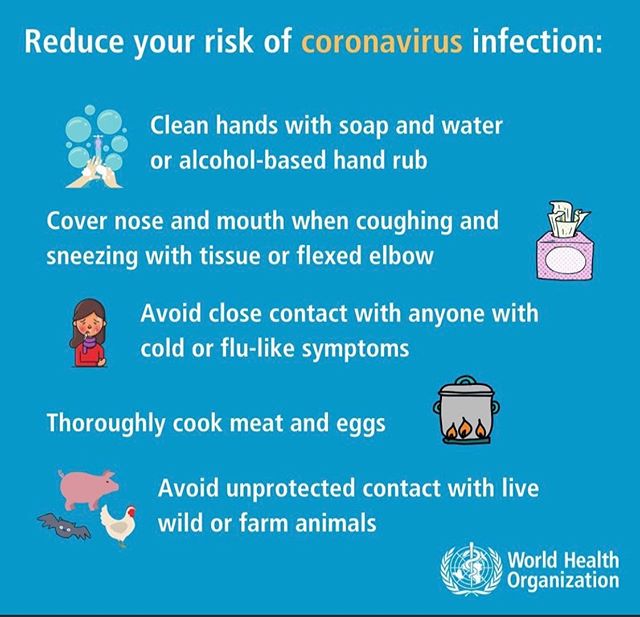 Reduce your risk of coronavirus infection:
Clean hands with soap and water
or alcohol-based hand rub
Cover nose and mouth when coughing and
sneezing with tissue or flexed elbow
Avoid close contact with anyone with
cold or flu-like symptoms
Thoroughly cook meat and eggs
Avoid unprotected contact with live
wild or farm animals
World Health
Organization